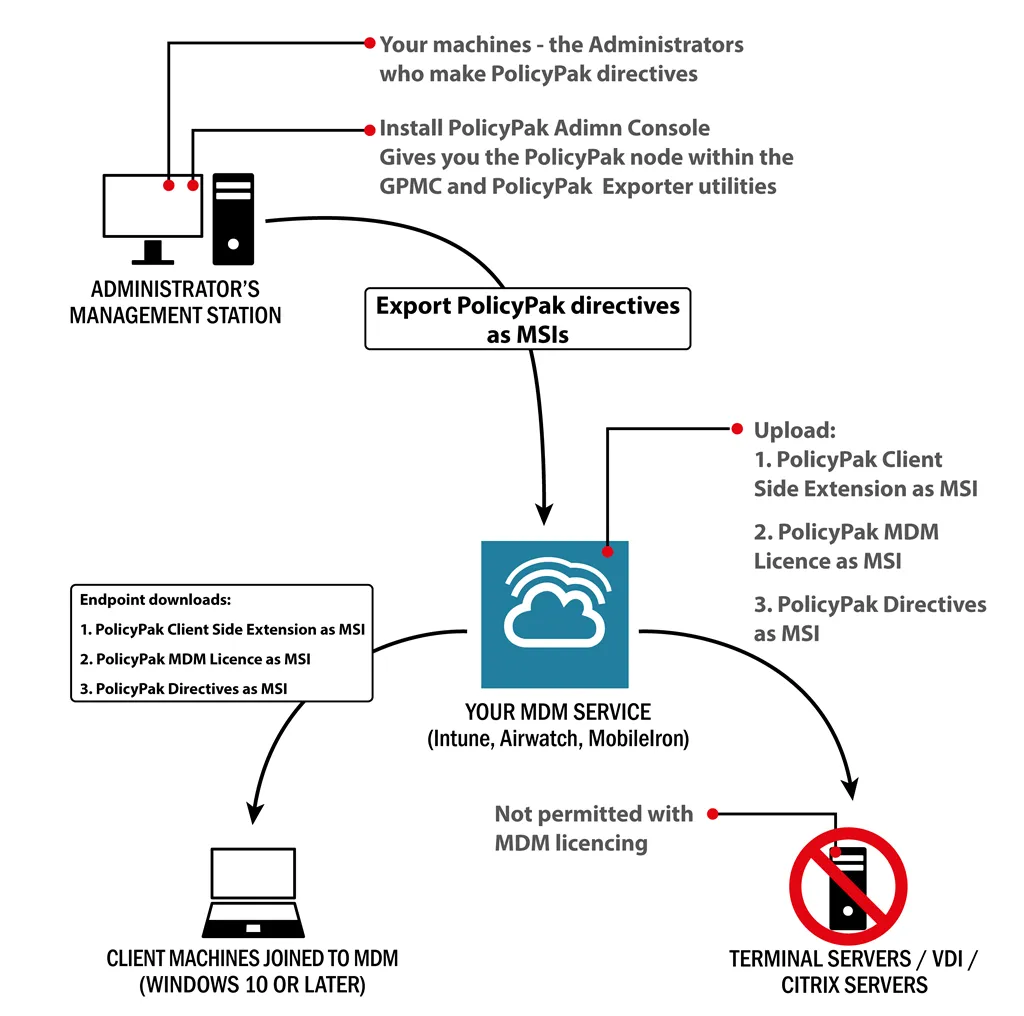 Your machines - the Administrators
who make PolicyPak directives
Install PolicyPak Adimn Console
Gives you the PolicyPak node within the
GPMC and PolicyPak Exporter utilities
ADMINISTRATOR'S
MANAGEMENT STATION
Export PolicyPak directives
as MSIs
Upload:
1. PolicyPak Client
Side Extension as MSI
2. PolicyPak MDM
Licence as MSI
3. PolicyPak Directives
as MSI
Endpoint downloads:
1. PolicyPak Client Side Extension as MSI
2. PolicyPak MDM Licence as MSI
3. PolicyPak Directives as MSI
YOUR MDM SERVICE
(Intune, Airwatch, MobileIron)
Not permitted with
MDM licencing
CLIENT MACHINES JOINED TO MDM
(WINDOWS 10 OR LATER)
TERMINAL SERVERS / VDI /
CITRIX SERVERS